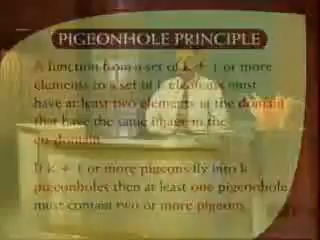 PIGEONHOLE PRINCIPLE
A function from a set of k + 1 or more
elements to a set of k elements must
have at least two elements in the domain
that have the same image in the
co-domain.
If k + 1 or more pigeons fly into k
pigeonholes then at least one pigeonhole
must contain two or more pigeons.